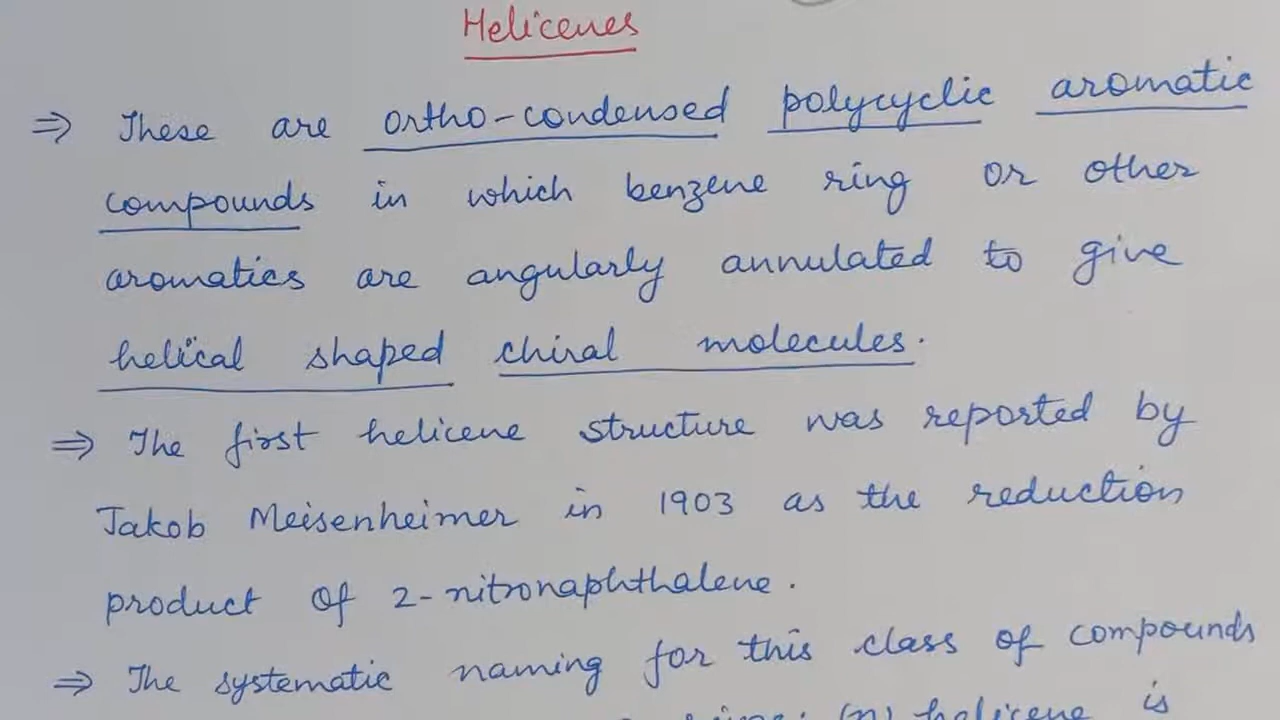 Helicenes
⇒ These are ortho-condensed polycyclic aromatic
compounds in which benzene ring or other
aromatics are angularly annulated to give
helical shaped chiral molecules.
⇒ The first helicene structure was reported by
Jakob Meisenheimer in 1903 as the reduction
product of 2-nitronaphthalene.
⇒ The systematic naming for this class of compounds
(n) helicene is